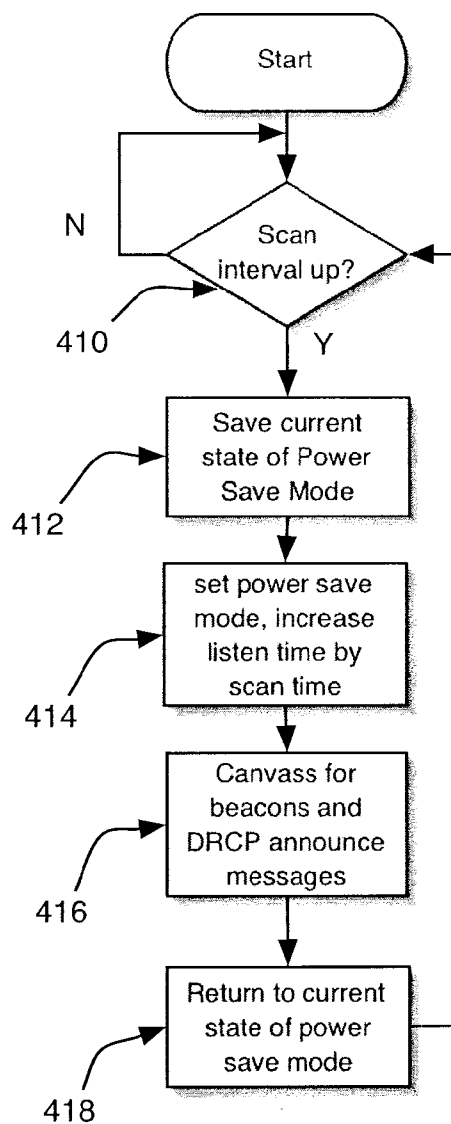 Start
N
Scan
interval up?
410
Y
Save current
state of Power
Save Mode
412
set power save
mode, increase
listen time by
scan time
414
Canvass for
beacons and
DRCP announce
messages
416
Return to current
state of power
save mode
418